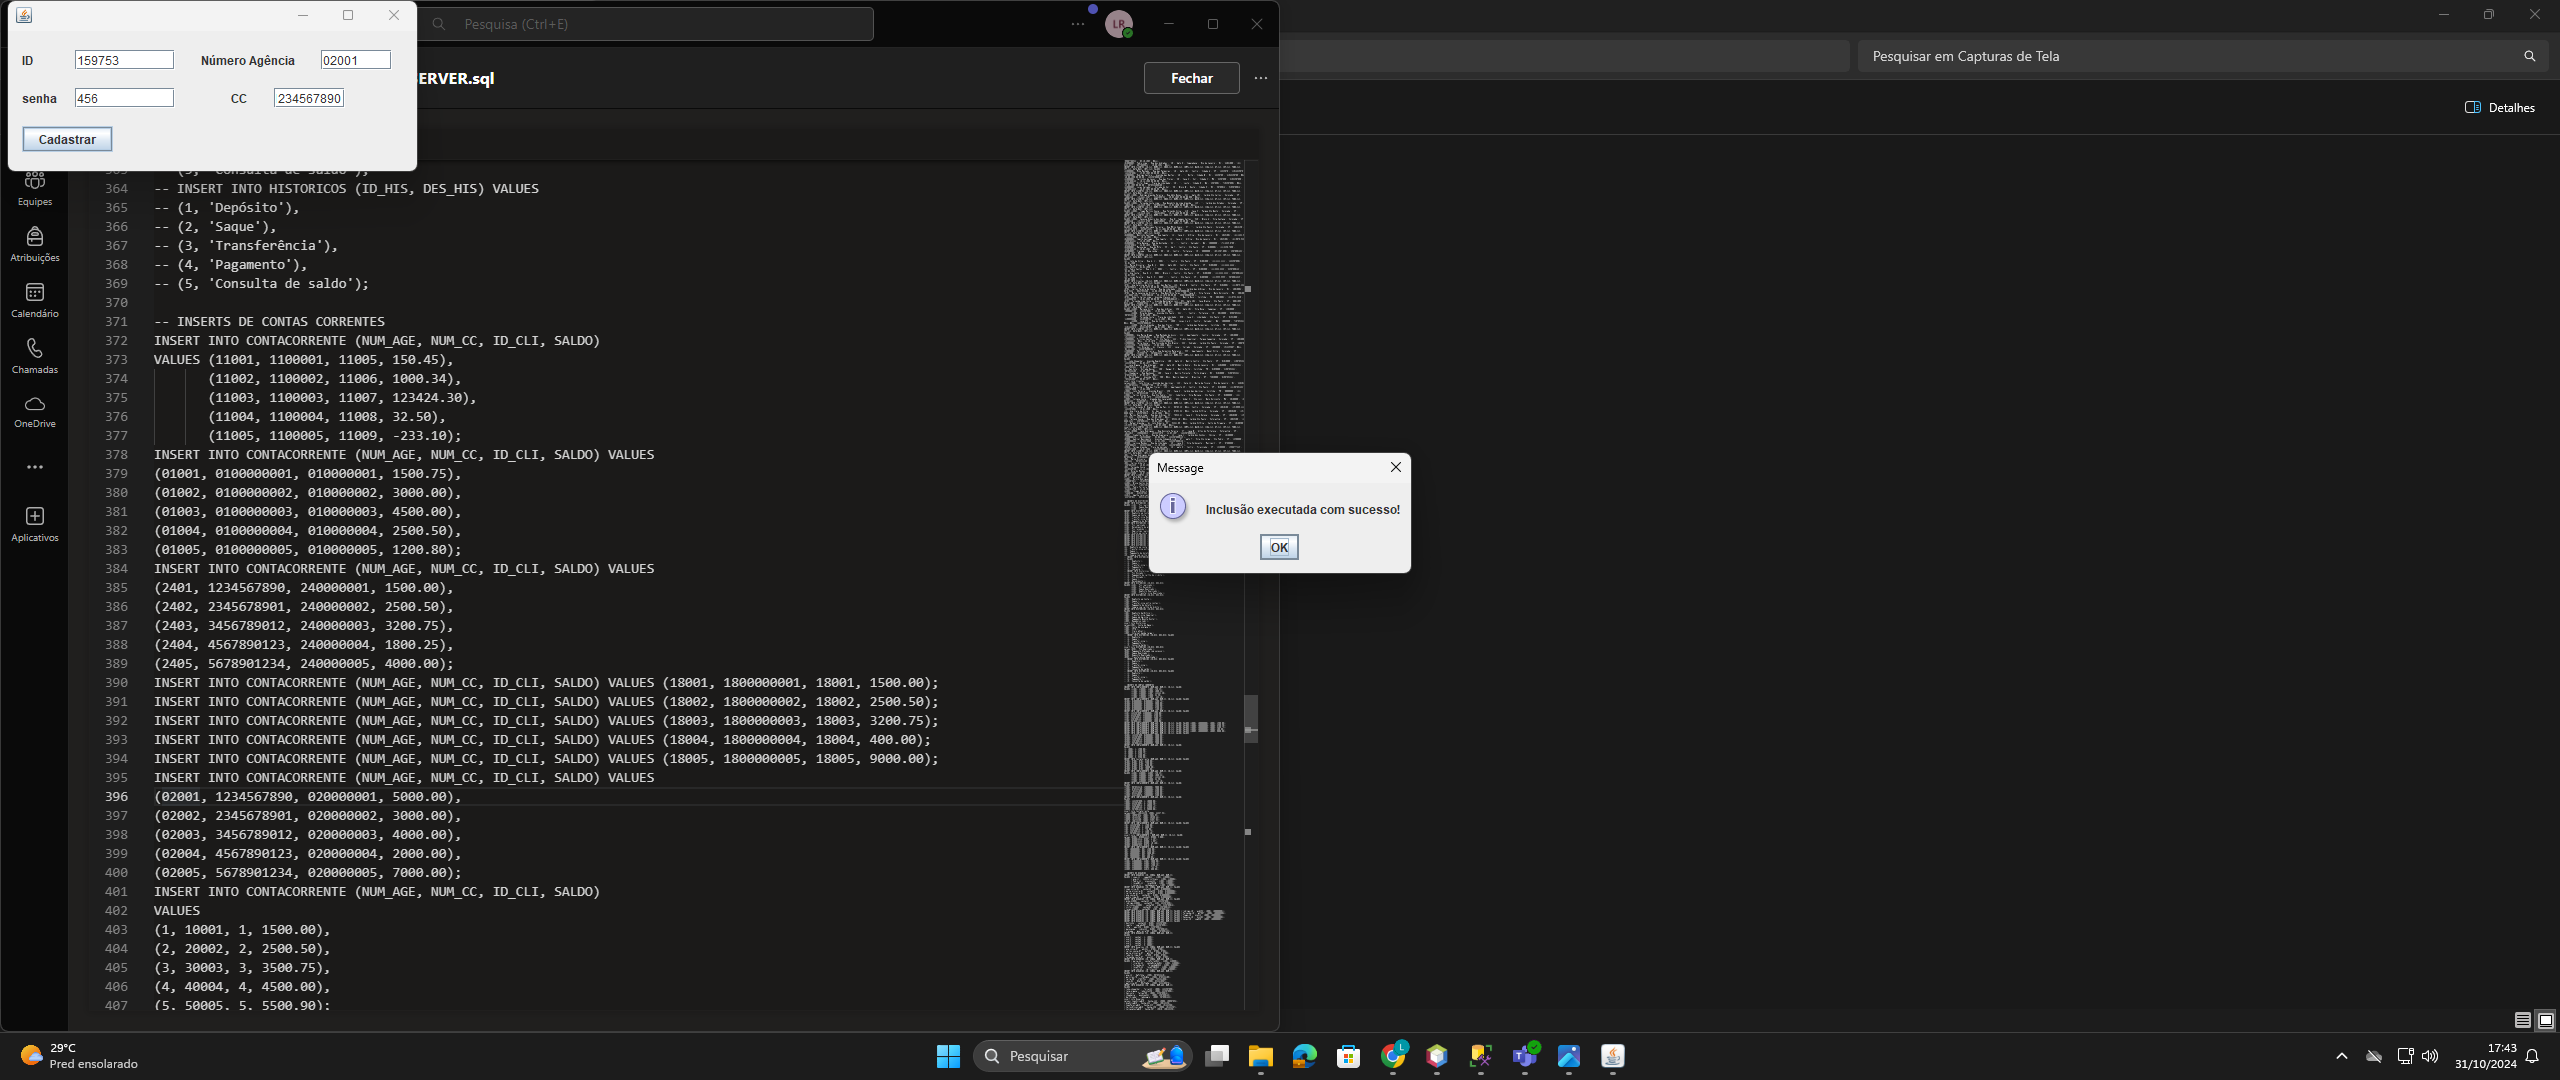 Pesquisa (Ctrl+E)
LR
ID
159753
Número Agência
02001
senha
456
CC
234567890
Cadastrar
ERVER.sql
Fechar
Pesquisar em Capturas de Tela
Detalhes
Equipes
Atribuições
Calendário
Chamadas
OneDrive
Aplicativos
364 -- INSERT INTO HISTORICOS (ID_HIS, DES_HIS) VALUES
365 -- (1, 'Depósito'),
366 -- (2, 'Saque'),
367 -- (3, 'Transferência'),
368 -- (4, 'Pagamento'),
369 -- (5, 'Consulta de saldo');
370
371 -- INSERTS DE CONTAS CORRENTES
372 INSERT INTO CONTACORRENTE (NUM_AGE, NUM_CC, ID_CLI, SALDO)
373 VALUES (11001, 1100001, 11005, 150.45),
374 (11002, 1100002, 11006, 1000.34),
375 (11003, 1100003, 11007, 123424.30),
376 (11004, 1100004, 11008, 32.50),
377 (11005, 1100005, 11009, -233.10);
378 INSERT INTO CONTACORRENTE (NUM_AGE, NUM_CC, ID_CLI, SALDO) VALUES
379 (01001, 0100000001, 010000001, 1500.75),
380 (01002, 0100000002, 010000002, 3000.00),
381 (01003, 0100000003, 010000003, 4500.00),
382 (01004, 0100000004, 010000004, 2500.50),
383 (01005, 0100000005, 010000005, 1200.80);
384 INSERT INTO CONTACORRENTE (NUM_AGE, NUM_CC, ID_CLI, SALDO) VALUES
385 (2401, 1234567890, 240000001, 1500.00),
386 (2402, 2345678901, 240000002, 2500.50),
387 (2403, 3456789012, 240000003, 3200.75),
388 (2404, 4567890123, 240000004, 1800.25),
389 (2405, 5678901234, 240000005, 4000.00);
390 INSERT INTO CONTACORRENTE (NUM_AGE, NUM_CC, ID_CLI, SALDO) VALUES (18001, 1800000001, 18001, 1500.00);
391 INSERT INTO CONTACORRENTE (NUM_AGE, NUM_CC, ID_CLI, SALDO) VALUES (18002, 1800000002, 18002, 2500.50);
392 INSERT INTO CONTACORRENTE (NUM_AGE, NUM_CC, ID_CLI, SALDO) VALUES (18003, 1800000003, 18003, 3200.75);
393 INSERT INTO CONTACORRENTE (NUM_AGE, NUM_CC, ID_CLI, SALDO) VALUES (18004, 1800000004, 18004, 400.00);
394 INSERT INTO CONTACORRENTE (NUM_AGE, NUM_CC, ID_CLI, SALDO) VALUES (18005, 1800000005, 18005, 9000.00);
395 INSERT INTO CONTACORRENTE (NUM_AGE, NUM_CC, ID_CLI, SALDO) VALUES
396 (02001, 1234567890, 020000001, 5000.00),
397 (02002, 2345678901, 020000002, 3000.00),
398 (02003, 3456789012, 020000003, 4000.00),
399 (02004, 4567890123, 020000004, 2000.00),
400 (02005, 5678901234, 020000005, 7000.00);
401 INSERT INTO CONTACORRENTE (NUM_AGE, NUM_CC, ID_CLI, SALDO)
402 VALUES
403 (1, 10001, 1, 1500.00),
404 (2, 20002, 2, 2500.50),
405 (3, 30003, 3, 3500.75),
406 (4, 40004, 4, 4500.00),
407 (5, 50005, 5, 5500.90);
Message
Inclusão executada com sucesso!
OK
29°C
Pred ensolarado
Pesquisar
17:43
31/10/2024